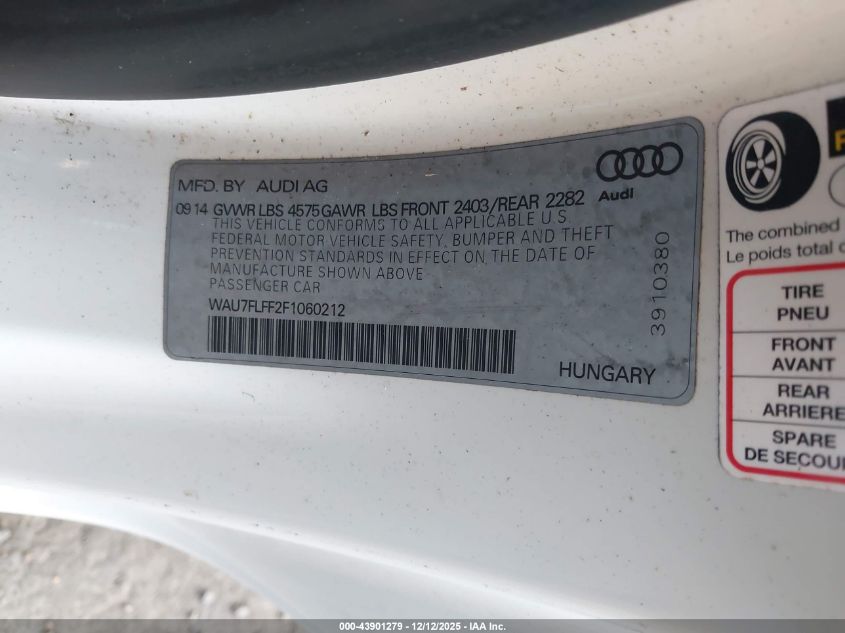 MFD. BY AUDI AG
Audi
09 14 GVWR LBS 4575 GAWR LBS FRONT 2403/REAR 2282
THIS VEHICLE CONFORMS TO ALL APPLICABLE U.S.
FEDERAL MOTOR VEHICLE SAFETY, BUMPER AND THEFT
PREVENTION STANDARDS IN EFFECT ON THE DATE OF
MANUFACTURE SHOWN ABOVE
PASSENGER CAR
WAU7FLFF2F1060212
3910380
HUNGARY
The combined
Le poids total
TIRE
PNEU
FRONT
AVANT
REAR
ARRIERE
SPARE
DE
000-43901279 - 12/12/2025 - IAA Inc.